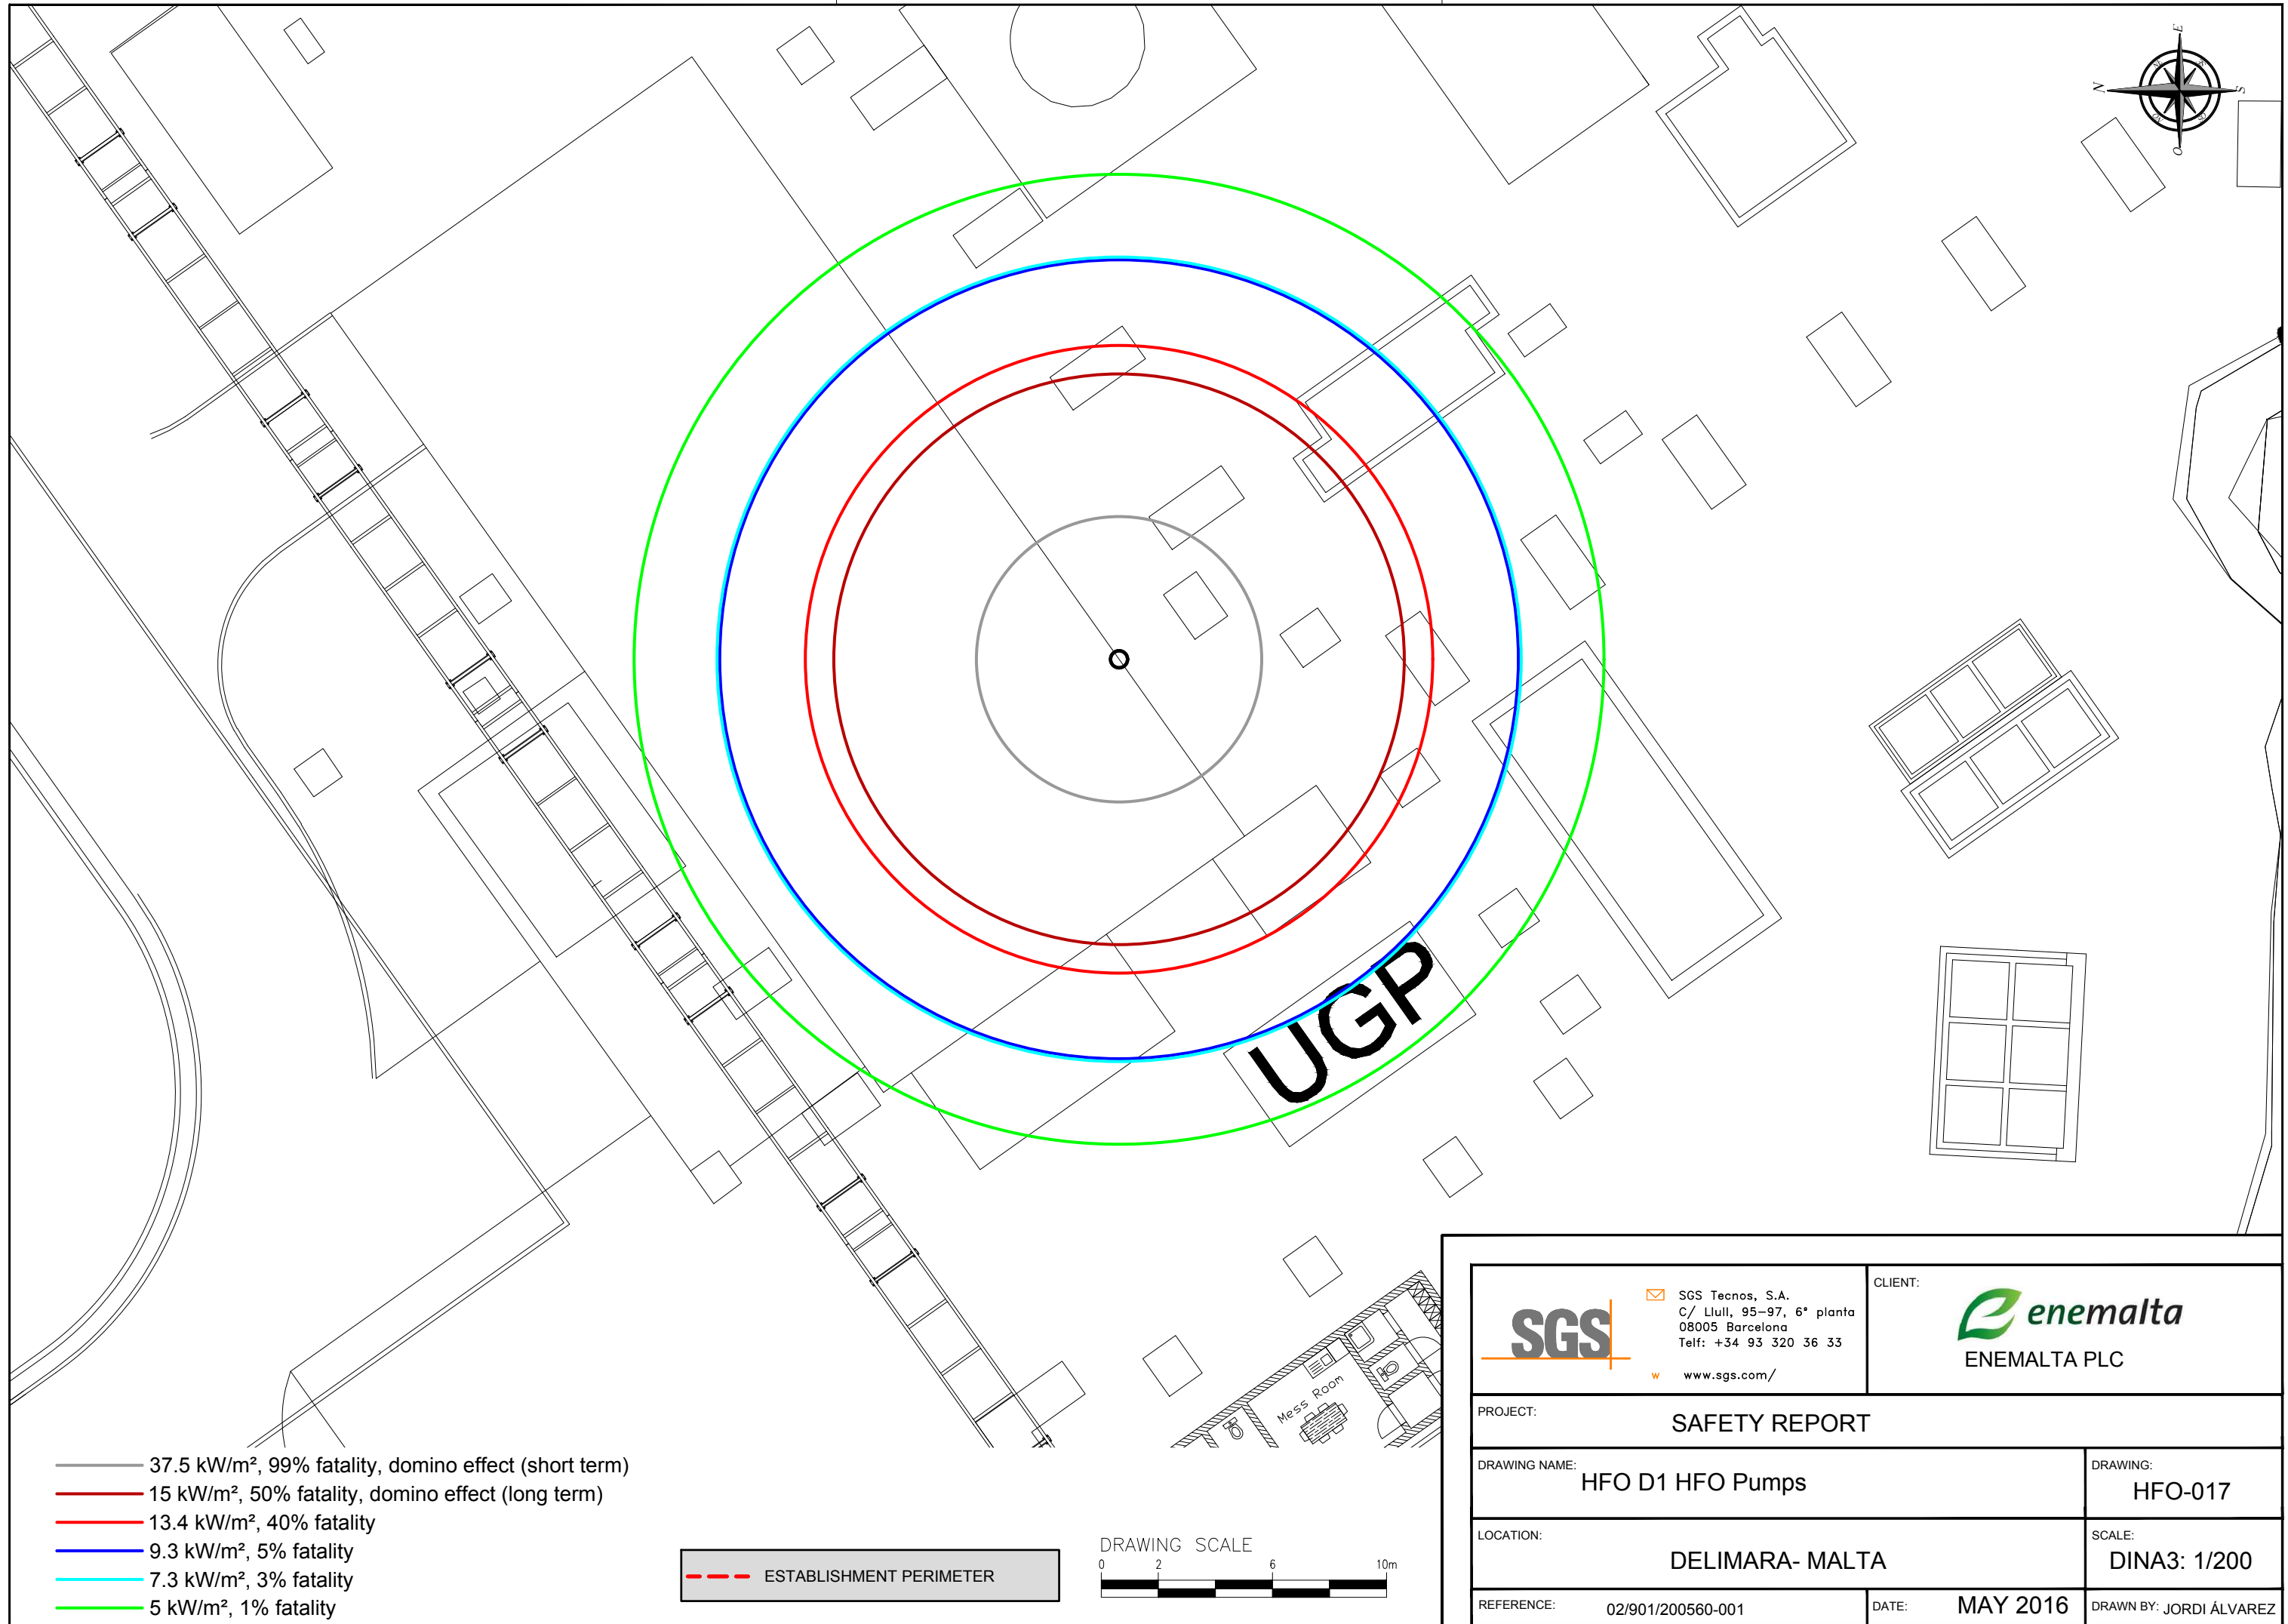 E
N
S
O
UGP
Mess Room
37.5 kW/m², 99% fatality, domino effect (short term)
15 kW/m², 50% fatality, domino effect (long term)
13.4 kW/m², 40% fatality
9.3 kW/m², 5% fatality
7.3 kW/m², 3% fatality
5 kW/m², 1% fatality
ESTABLISHMENT PERIMETER
DRAWING SCALE
0 2 6 10m
SGS
SGS Tecnos, S.A.
C/ Llull, 95-97, 6ª planta
08005 Barcelona
Telf: +34 93 320 36 33
w www.sgs.com/
CLIENT:
enemalta
ENEMALTA PLC
PROJECT:
SAFETY REPORT
DRAWING NAME:
HFO D1 HFO Pumps
DRAWING:
HFO-017
LOCATION:
DELIMARA- MALTA
SCALE:
DINA3: 1/200
REFERENCE: 02/901/200560-001
DATE: MAY 2016
DRAWN BY: JORDI ÁLVAREZ